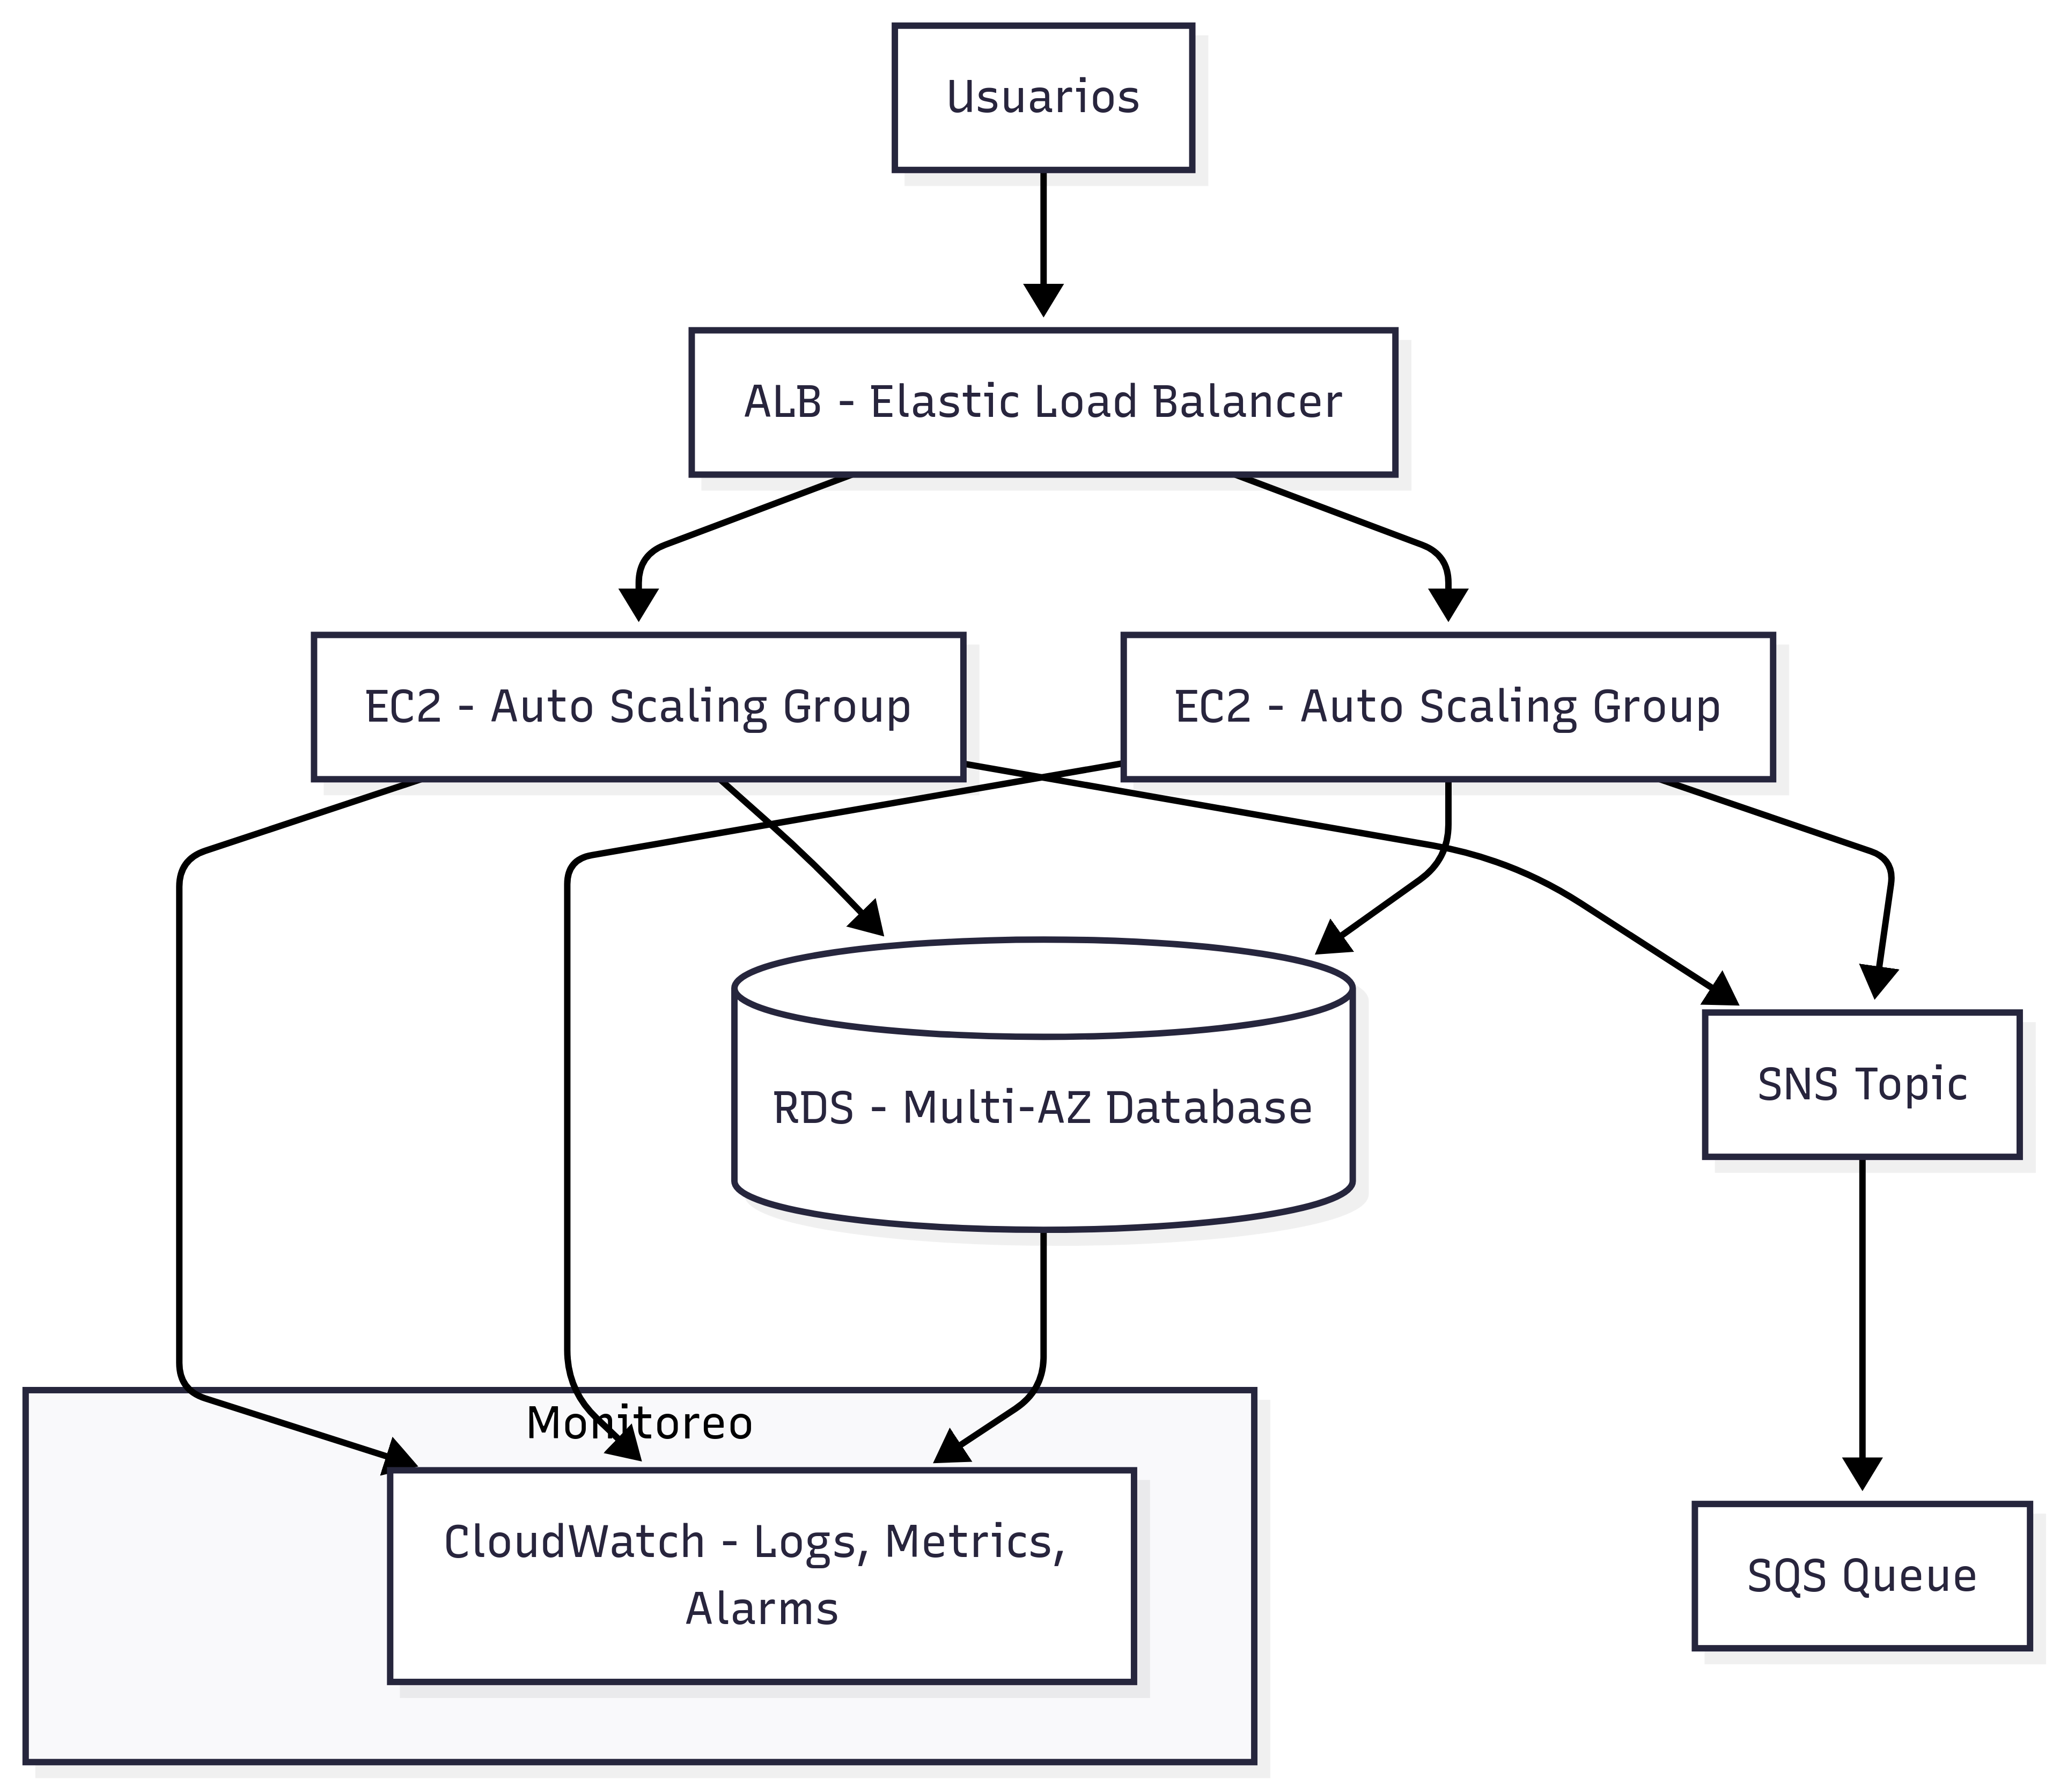 Usuarios
ALB - Elastic Load Balancer
EC2 - Auto Scaling Group
EC2 - Auto Scaling Group
RDS - Multi-AZ Database
SNS Topic
Monitoreo
CloudWatch - Logs, Metrics,
Alarms
SQS Queue